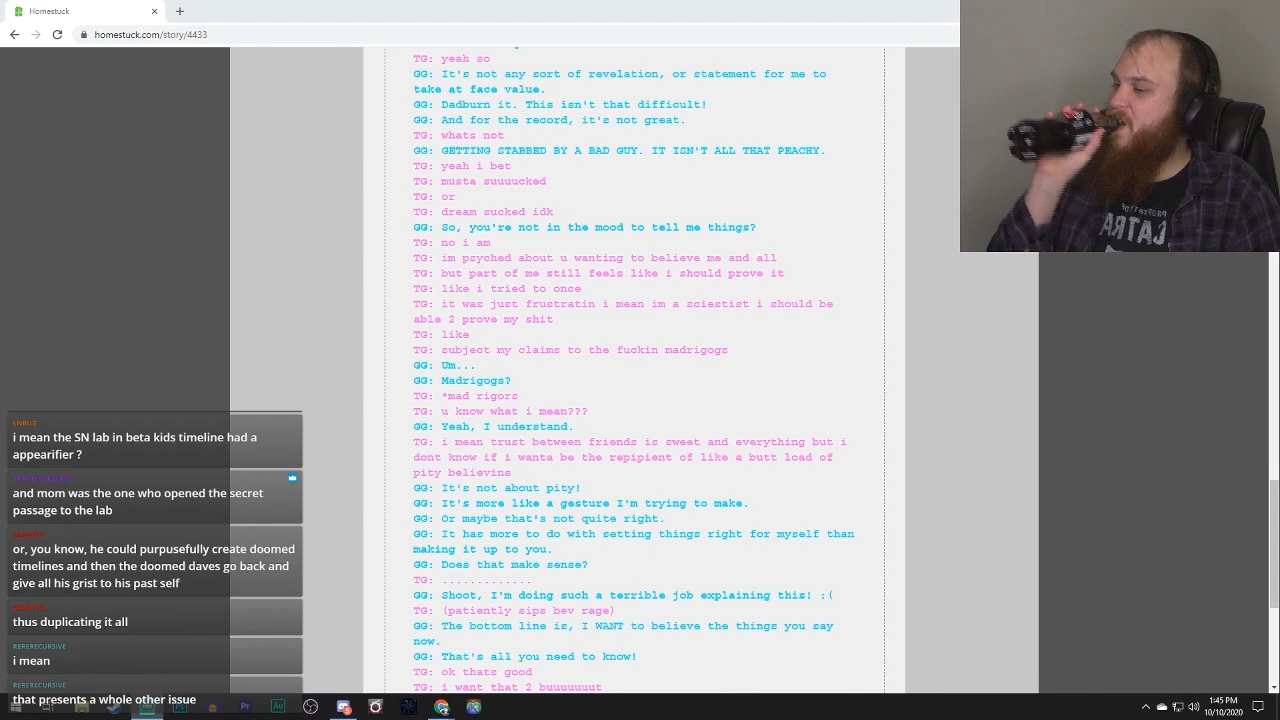 Homestuck
homestuck.com/story/4433
TG: yeah so
GG: It's not any sort of revelation, or statement for me to
take at face value.
GG: Dadburn it. This isn't that difficult!
GG: And for the record, it's not great.
TG: whats not
GG: GETTING STABBED BY A BAD GUY. IT ISN'T ALL THAT PEACHY.
TG: yeah i bet
TG: musta suuuucked
TG: or
TG: dream sucked idk
GG: So, you're not in the mood to tell me things?
TG: no i am
TG: im psyched about u wanting to believe me and all
TG: but part of me still feels like i should prove it
TG: like i tried to once
TG: it was just frustratin i mean im a sciestist i should be
able 2 prove my shit
TG: like
TG: subject my claims to the fuckin madrigogs
GG: Um...
GG: Madrigogs?
TG: *mad rigors
TG: u know what i mean???
GG: Yeah, I understand.
TG: i mean trust between friends is sweet and everything but i
dont know if i wanta be the repipient of like a butt load of
pity believins
GG: It's not about pity!
GG: It's more like a gesture I'm trying to make.
GG: Or maybe that's not quite right.
GG: It has more to do with setting things right for myself than
making it up to you.
GG: Does that make sense?
TG: .............
GG: Shoot, I'm doing such a terrible job explaining this! :(
TG: (patiently sips bev rage)
GG: The bottom line is, I WANT to believe the things you say
now.
GG: That's all you need to know!
TG: ok thats good
TG: i want that 2 buuuuuuut
i mean the SN lab in beta kids timeline had a
appearifier ?
and mom was the one who opened the secret
passage to the lab
or, you know, he could purpusefully create doomed
timelines and then the doomed daves go back and
give all his grist to his past self
thus duplicating it all
RERERECURSIVE
i mean
RERERECURSIVE
that presents a whole other issue
PROPERTY OF
CATRA
1:45 PM
10/10/2020